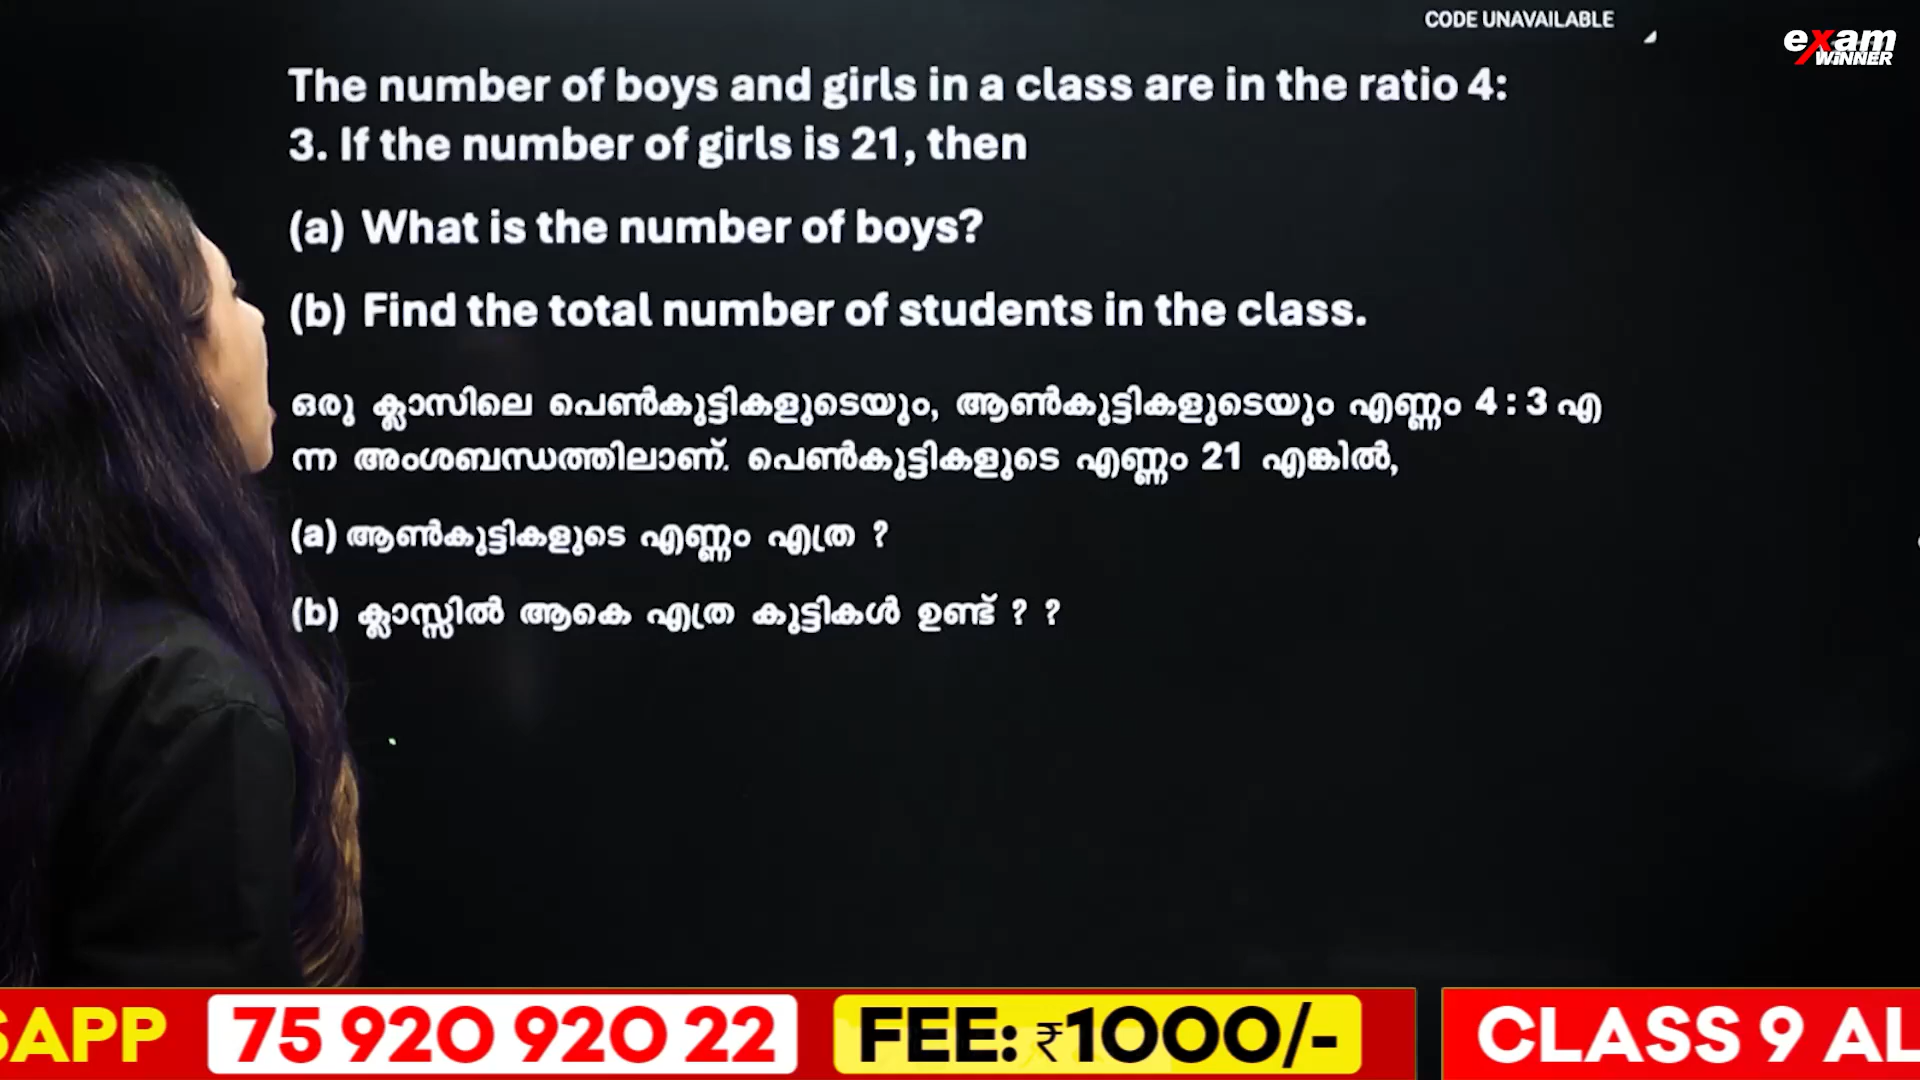 CODE UNAVAILABLE
exam
WINNER
The number of boys and girls in a class are in the ratio 4:
3. If the number of girls is 21, then
(a) What is the number of boys?
(b) Find the total number of students in the class.
ഒരു ക്ലാസിലെ പെൺകുട്ടികളുടെയും, ആൺകുട്ടികളുടെയും എണ്ണം 4 : 3 എ
ന്ന അംശബന്ധത്തിലാണ്. പെൺകുട്ടികളുടെ എണ്ണം 21 എങ്കിൽ,
(a) ആൺകുട്ടികളുടെ എണ്ണം എത്ര ?
(b) ക്ലാസ്സിൽ ആകെ എത്ര കുട്ടികൾ ഉണ്ട് ? ?
SAPP 75 920 920 22 FEE: ₹1000/- CLASS 9 AL